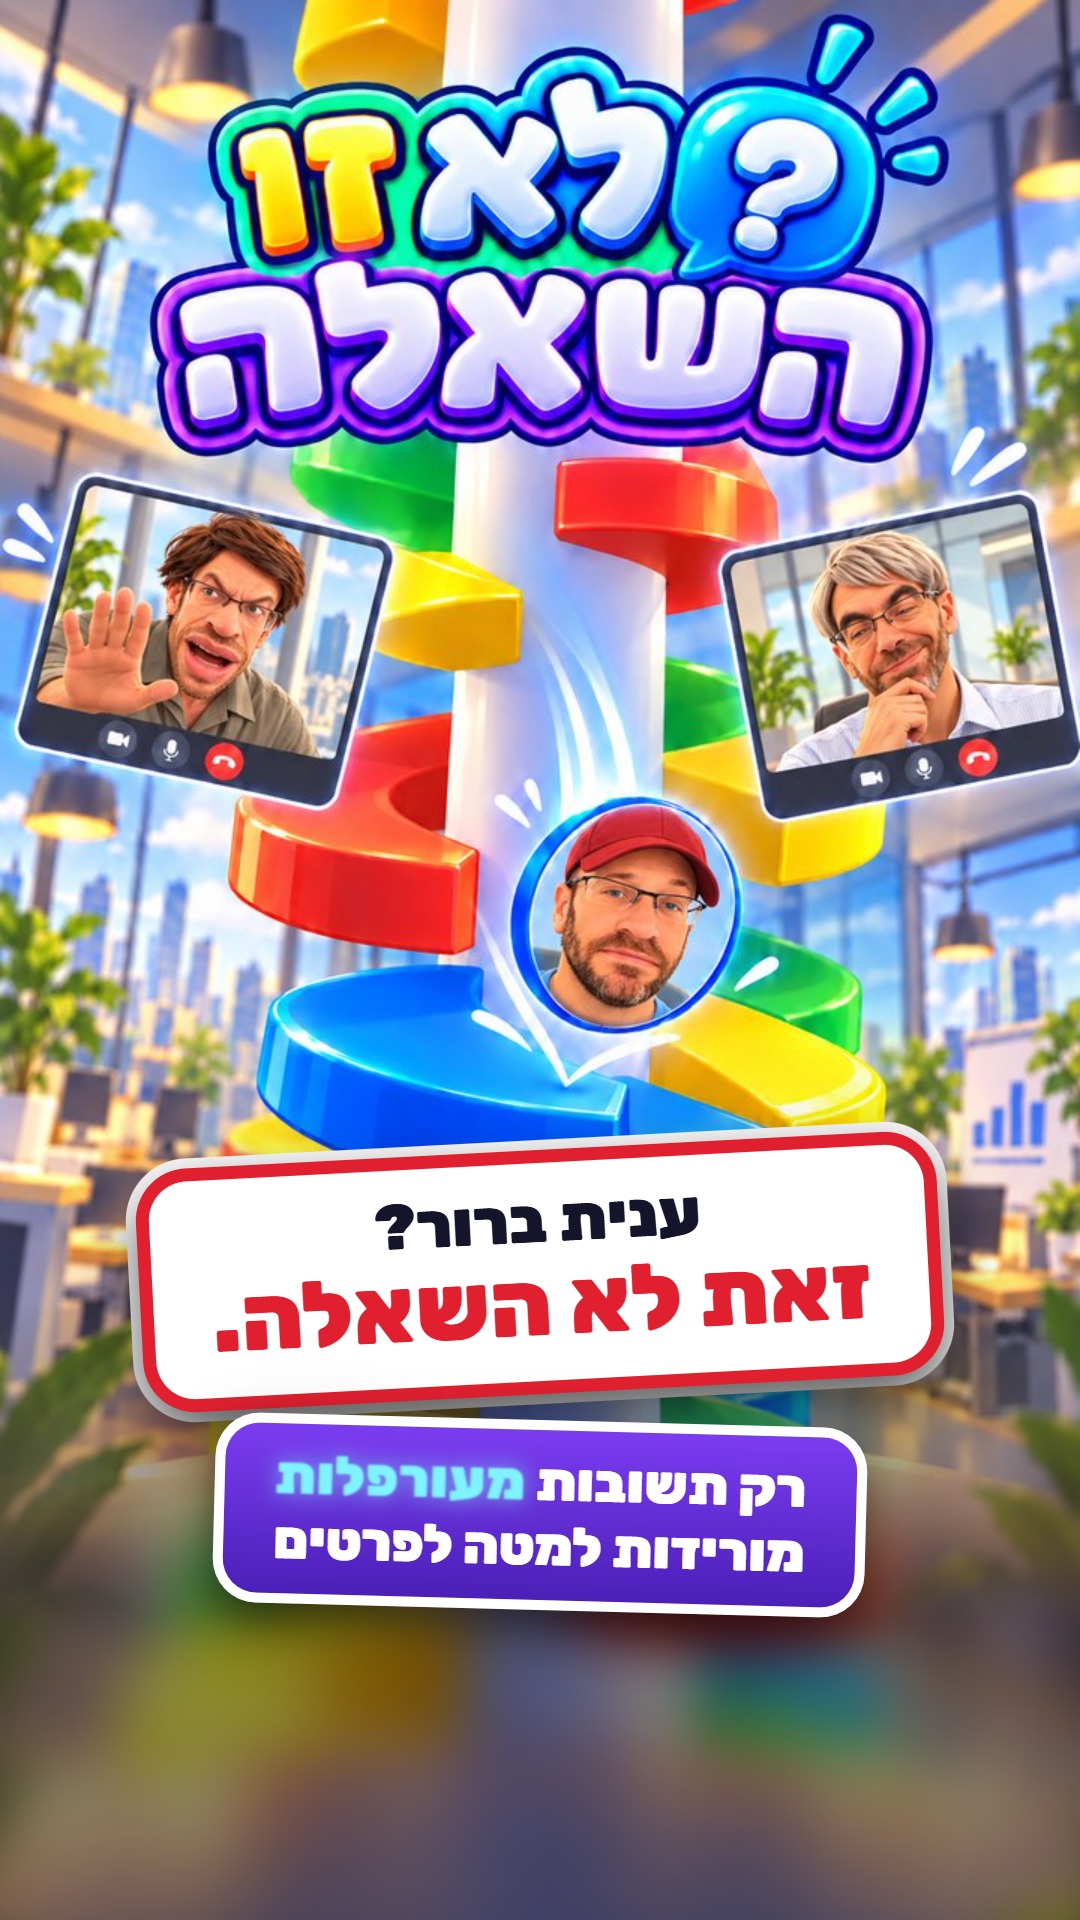 לא זו ?
השאלה
ענית ברור?
זאת לא השאלה.
רק תשובות מעורפלות
מורידות למטה לפרטים